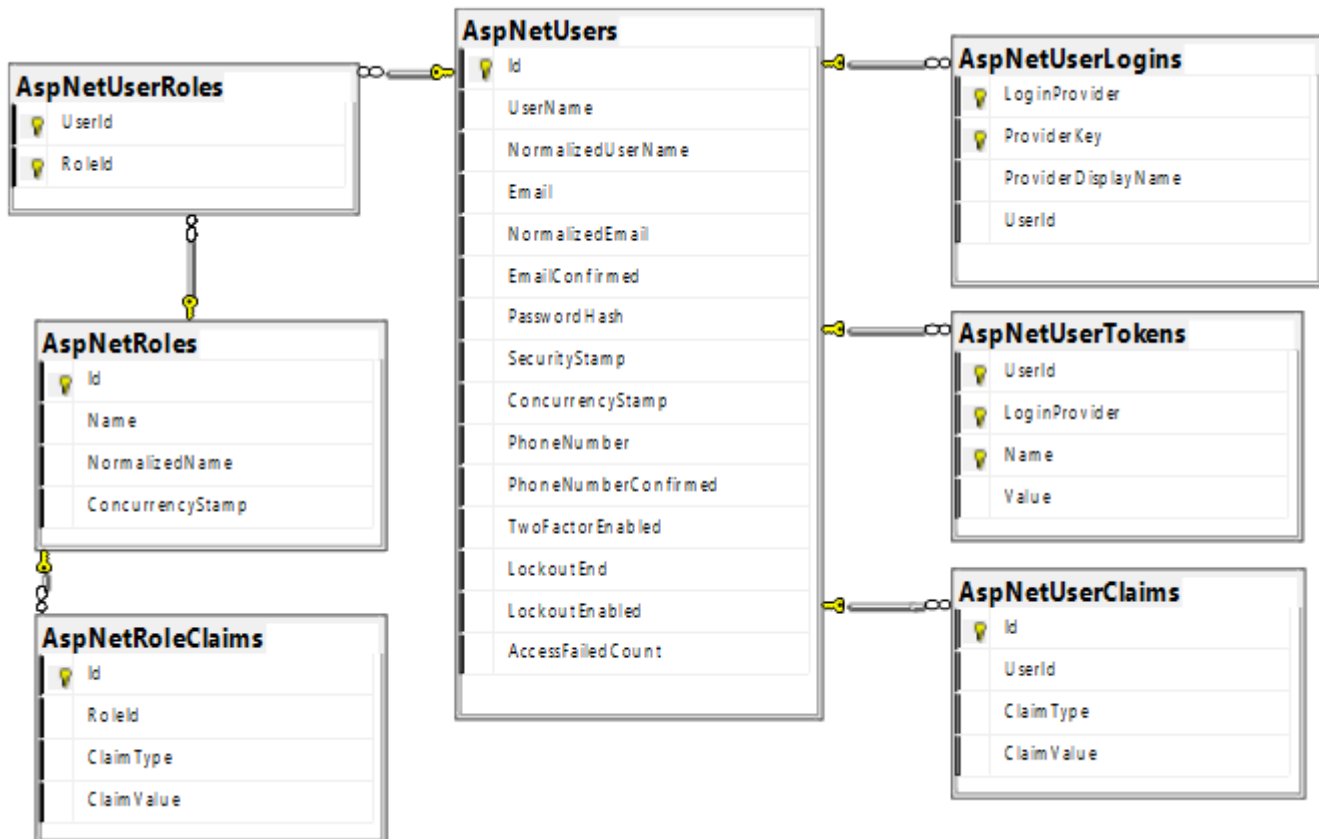 AspNetUserRoles
UserId
RoleId
AspNetRoles
Id
Name
NormalizedName
ConcurrencyStamp
AspNetRoleClaims
Id
RoleId
ClaimType
ClaimValue
AspNetUsers
Id
UserName
NormalizedUserName
Email
NormalizedEmail
EmailConfirmed
PasswordHash
SecurityStamp
ConcurrencyStamp
PhoneNumber
PhoneNumberConfirmed
TwoFactorEnabled
LockoutEnd
LockoutEnabled
AccessFailedCount
AspNetUserLogins
LoginProvider
ProviderKey
ProviderDisplayName
UserId
AspNetUserTokens
UserId
LoginProvider
Name
Value
AspNetUserClaims
Id
UserId
ClaimType
ClaimValue